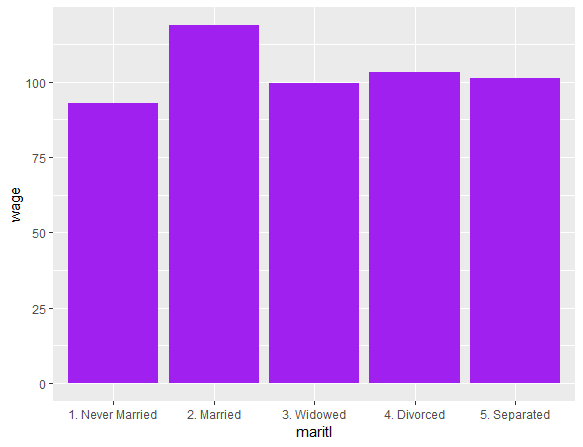 wage
100
75
50
25
0
1. Never Married
2. Married
3. Widowed
4. Divorced
5. Separated
maritl